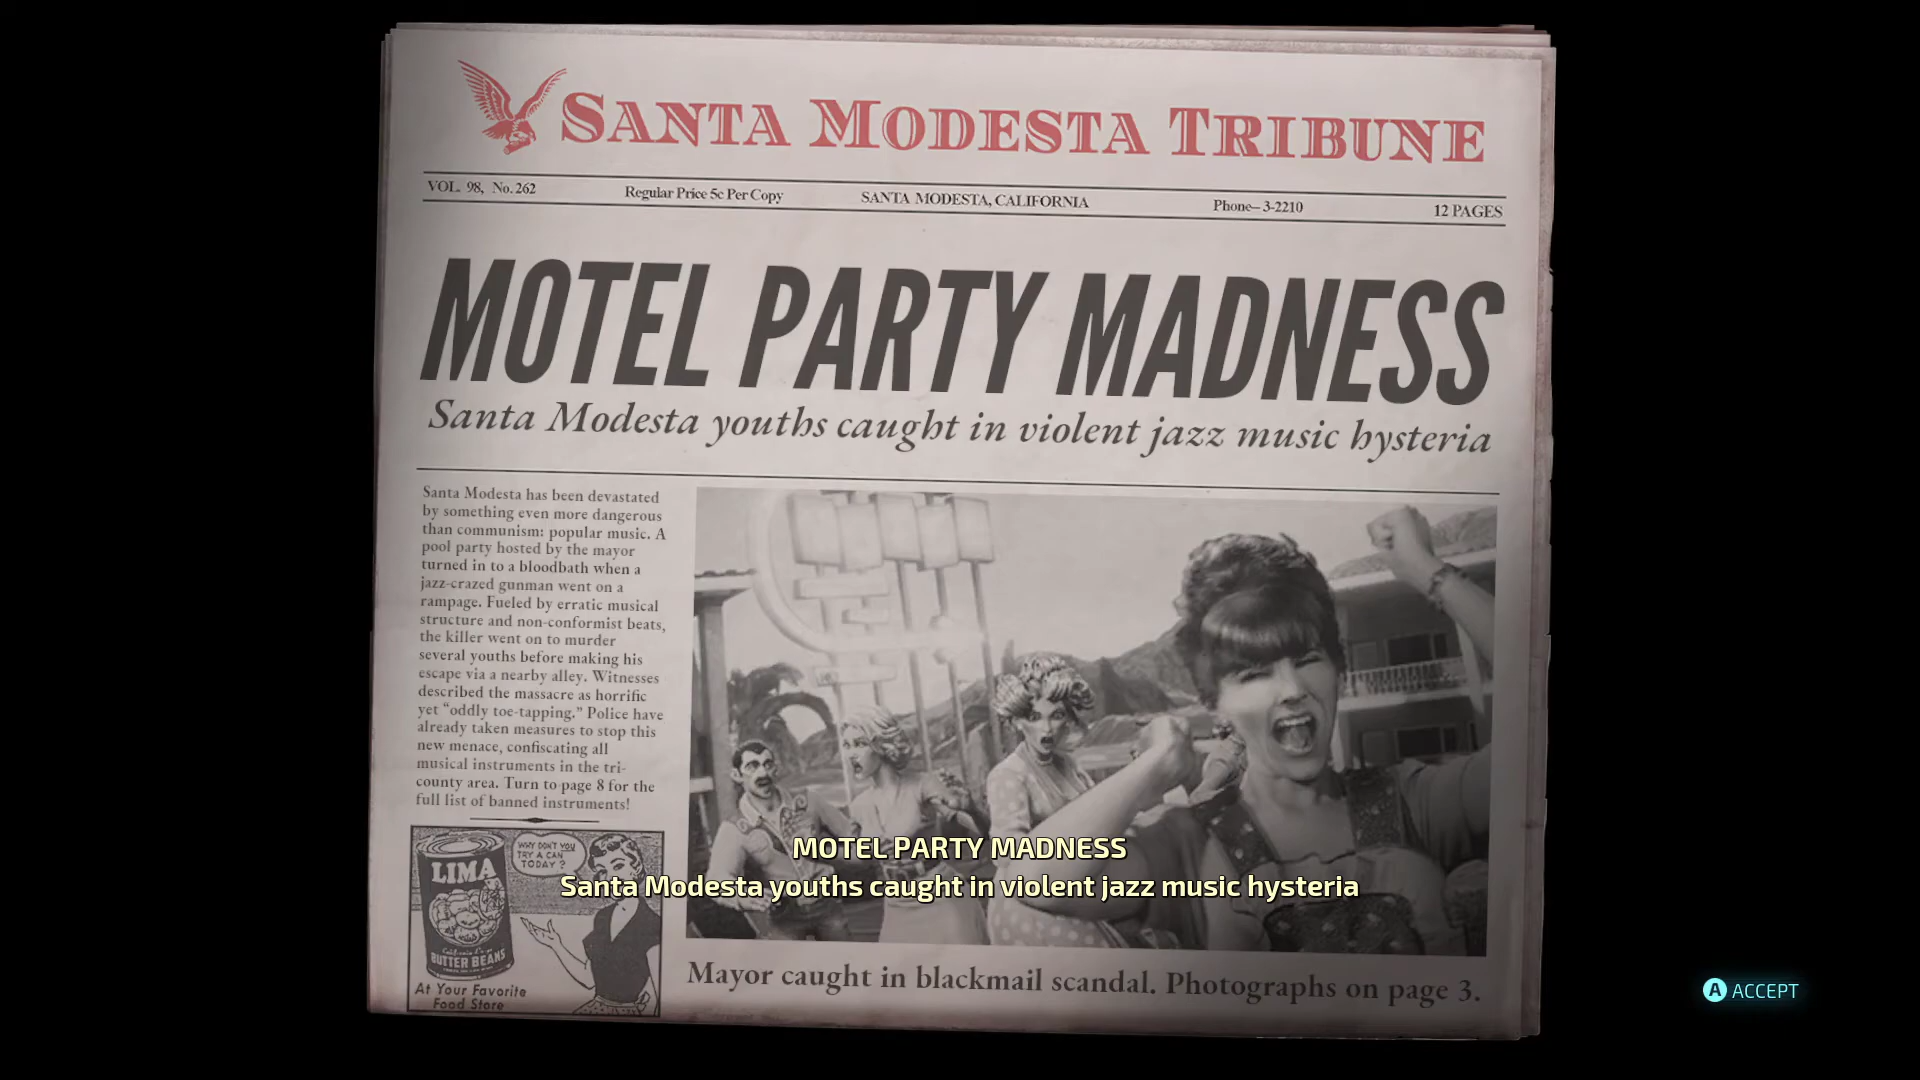 SANTA MODESTA TRIBUNE
VOL. 98, No. 262
Regular Price 5c Per Copy
SANTA MODESTA, CALIFORNIA
Phone–3-2210
12 PAGES
MOTEL PARTY MADNESS
Santa Modesta youths caught in violent jazz music hysteria
Santa Modesta has been devastated
by something even more dangerous
than communism: popular music. A
pool party hosted by the mayor
turned in to a bloodbath when a
jazz-crazed gunman went on a
rampage. Fueled by erratic musical
structure and non-conformist beats,
the killer went on to murder
several youths before making his
escape via a nearby alley. Witnesses
described the massacre as horrific
yet “oddly toe-tapping.” Police have
already taken measures to stop this
new menace, confiscating all
musical instruments in the tri-
county area. Turn to page 8 for the
full list of banned instruments!
WHY DON'T YOU
TRY A CAN
TODAY?
LIMA
BUTTER BEANS
At Your Favorite
Food Store
MOTEL PARTY MADNESS
Santa Modesta youths caught in violent jazz music hysteria
Mayor caught in blackmail scandal. Photographs on page 3.
A ACCEPT